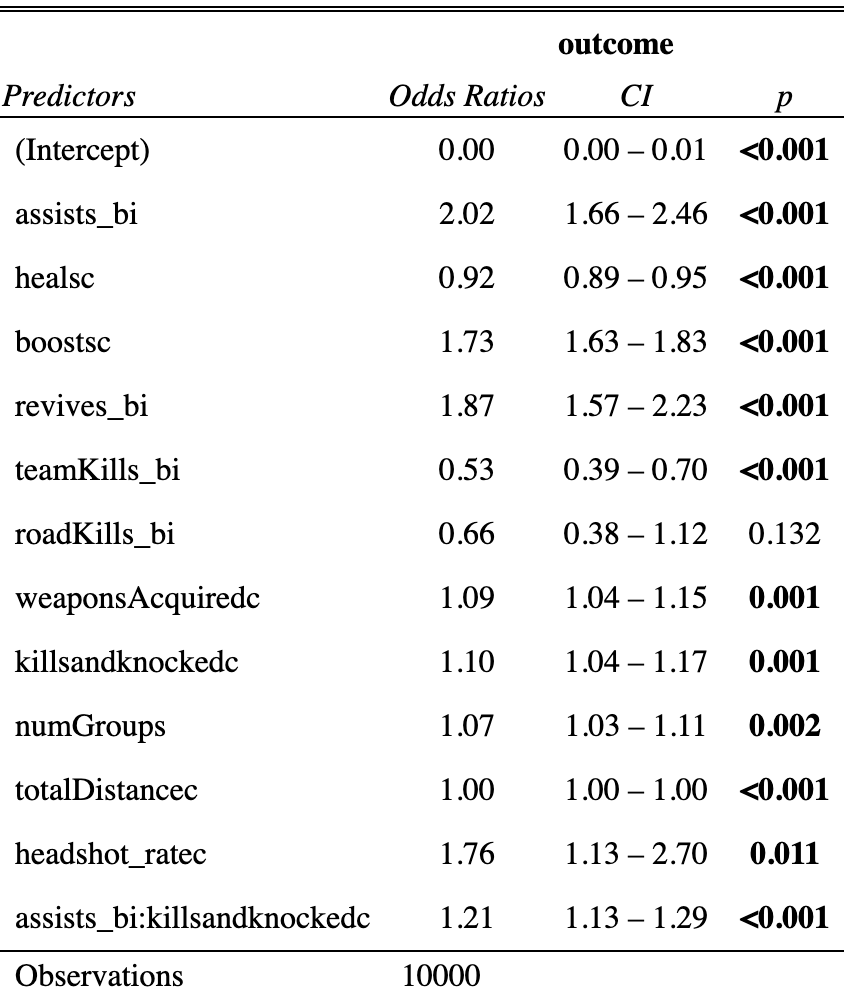 outcome
Predictors Odds Ratios CI p
(Intercept) 0.00 0.00 – 0.01 <0.001
assists_bi 2.02 1.66 – 2.46 <0.001
healsc 0.92 0.89 – 0.95 <0.001
boostsc 1.73 1.63 – 1.83 <0.001
revives_bi 1.87 1.57 – 2.23 <0.001
teamKills_bi 0.53 0.39 – 0.70 <0.001
roadKills_bi 0.66 0.38 – 1.12 0.132
weaponsAcquiredc 1.09 1.04 – 1.15 0.001
killsandknockedc 1.10 1.04 – 1.17 0.001
numGroups 1.07 1.03 – 1.11 0.002
totalDistancec 1.00 1.00 – 1.00 <0.001
headshot_ratec 1.76 1.13 – 2.70 0.011
assists_bi:killsandknockedc 1.21 1.13 – 1.29 <0.001
Observations 10000